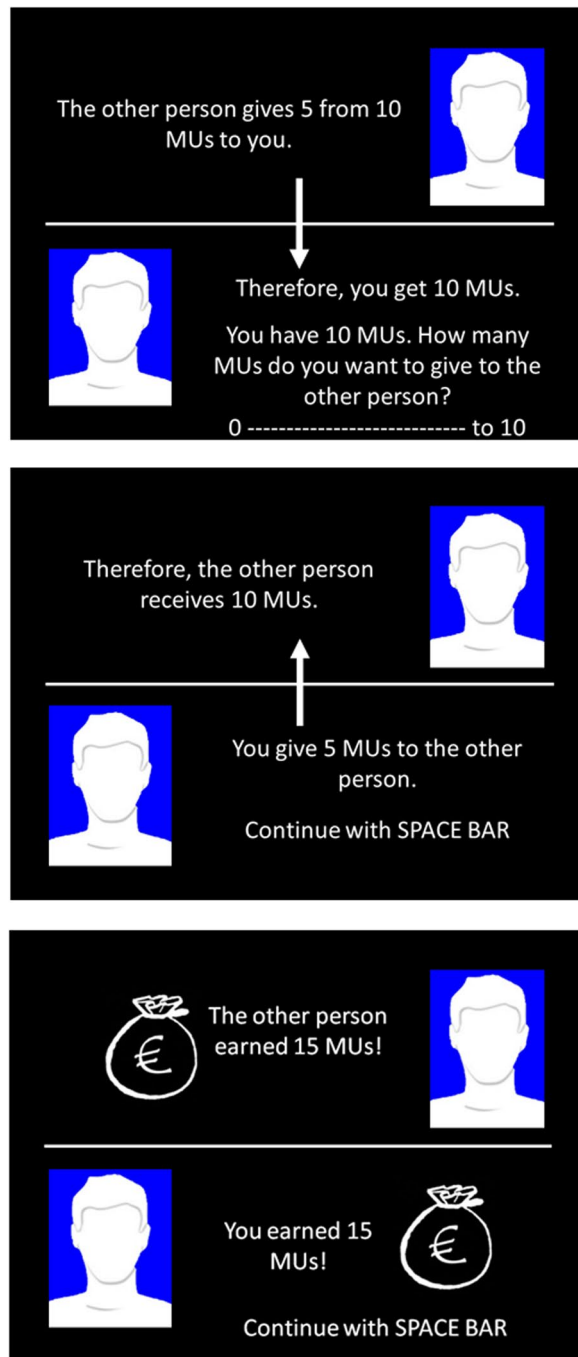 The other person gives 5 from 10
MUs to you.
Therefore, you get 10 MUs.
You have 10 MUs. How many
MUs do you want to give to the
other person?
0 ---------------------------- to 10
Therefore, the other person
receives 10 MUs.
You give 5 MUs to the other
person.
Continue with SPACE BAR
€
The other person
earned 15 MUs!
You earned 15
MUs!
€
Continue with SPACE BAR